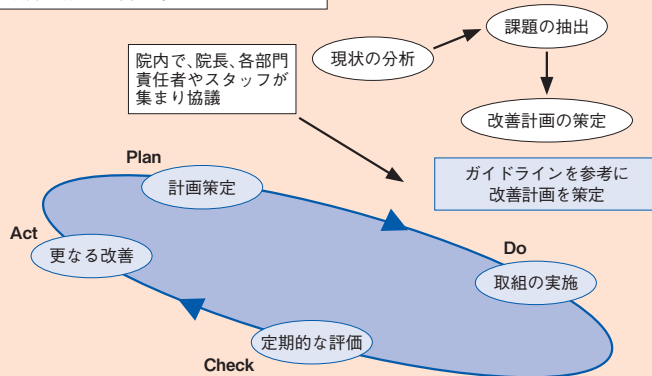 院内で、院長、各部門
責任者やスタッフが
集まり協議
現状の分析
課題の抽出
改善計画の策定
ガイドラインを参考に
改善計画を策定
Plan
計画策定
Act
更なる改善
Do
取組の実施
定期的な評価
Check